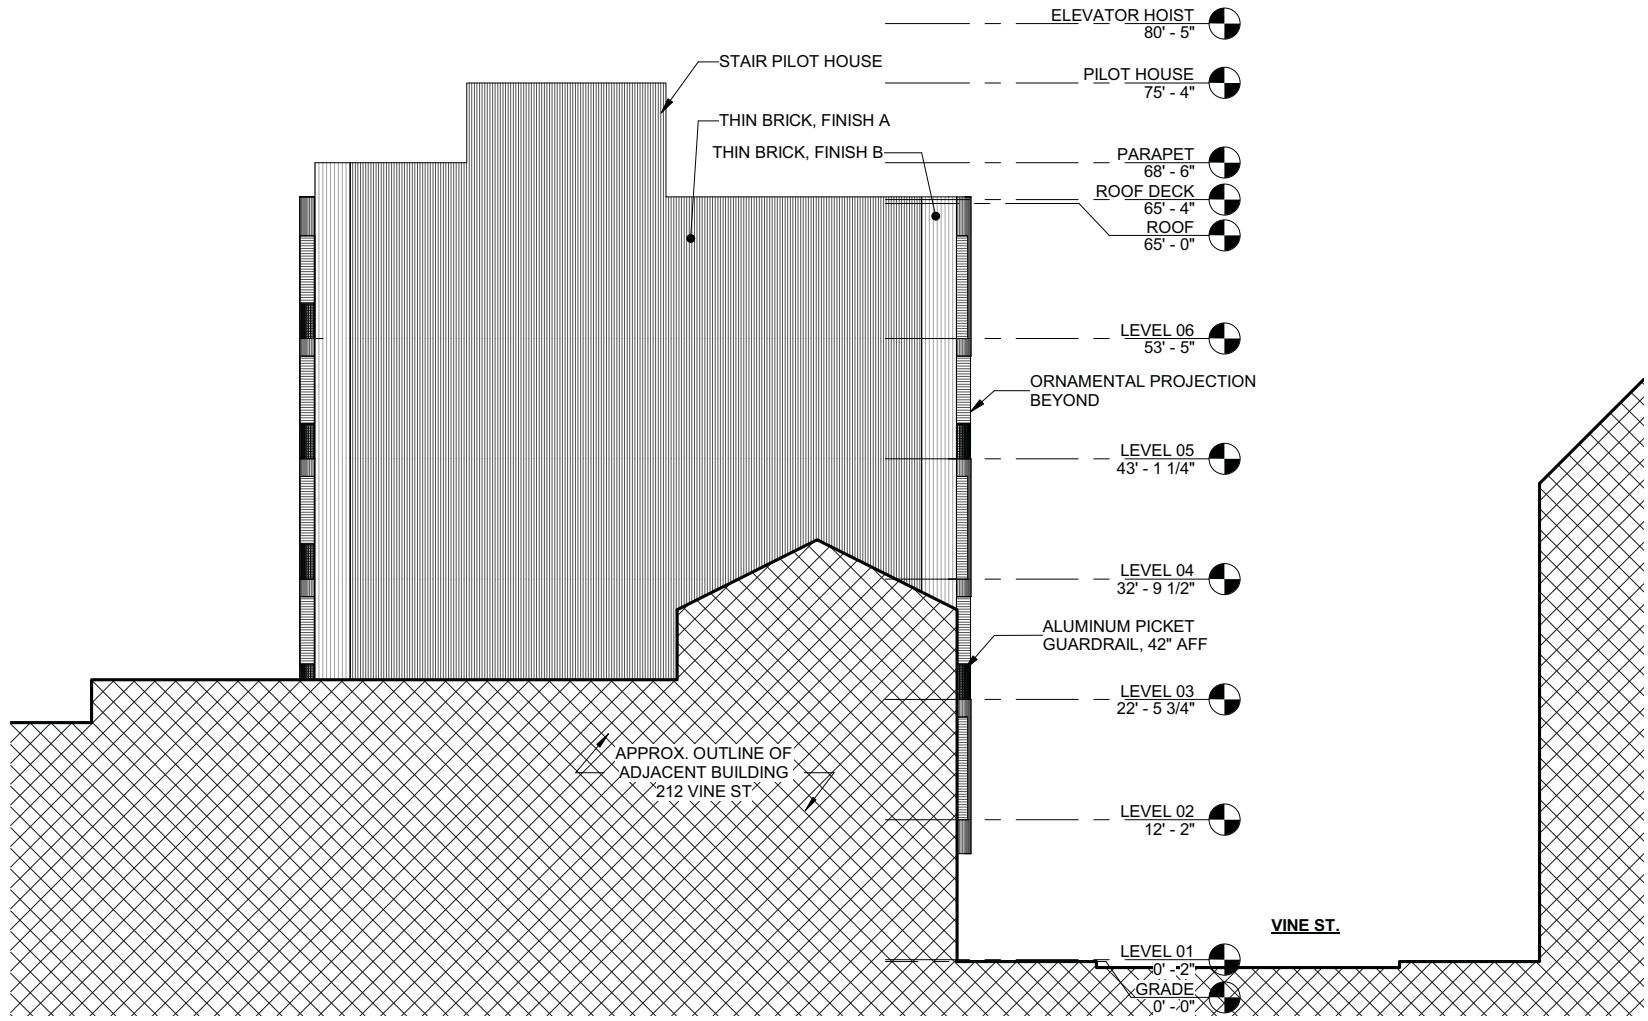 ELEVATOR HOIST
80' - 5"
STAIR PILOT HOUSE
PILOT HOUSE
75' - 4"
THIN BRICK, FINISH A
THIN BRICK, FINISH B
PARAPET
68' - 6"
ROOF DECK
65' - 4"
ROOF
65' - 0"
LEVEL 06
53' - 5"
ORNAMENTAL PROJECTION
BEYOND
LEVEL 05
43' - 1 1/4"
LEVEL 04
32' - 9 1/2"
ALUMINUM PICKET
GUARDRAIL, 42" AFF
LEVEL 03
22' - 5 3/4"
APPROX. OUTLINE OF
ADJACENT BUILDING
212 VINE ST
LEVEL 02
12' - 2"
VINE ST.
LEVEL 01
0' - 2"
GRADE
0' - 0"